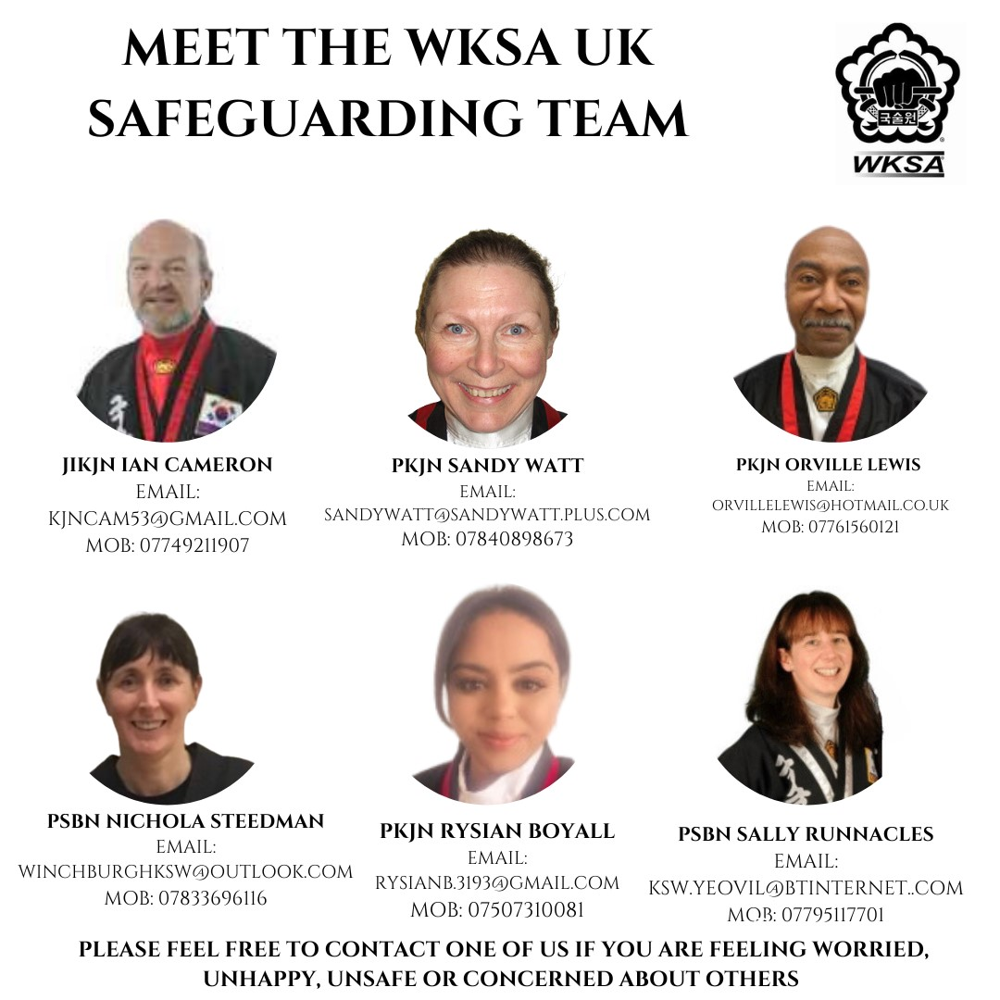 MEET THE WKSA UK
SAFEGUARDING TEAM
국술원
®
WKSA
JIKJN IAN CAMERON
EMAIL:
KJNCAM53@GMAIL.COM
MOB: 07749211907
PKJN SANDY WATT
EMAIL:
SANDYWATT@SANDYWATT.PLUS.COM
MOB: 07840898673
PKJN ORVILLE LEWIS
EMAIL:
ORVILLELEWIS@HOTMAIL.CO.UK
MOB: 07761560121
PSBN NICHOLA STEEDMAN
EMAIL:
WINCHBURGHKSW@OUTLOOK.COM
MOB: 07833696116
PKJN RYSIAN BOYALL
EMAIL:
RYSIANB.3193@GMAIL.COM
MOB: 07507310081
PSBN SALLY RUNNACLES
EMAIL:
KSW.YEOVIL@BTINTERNET..COM
MOB: 07795117701
PLEASE FEEL FREE TO CONTACT ONE OF US IF YOU ARE FEELING WORRIED,
UNHAPPY, UNSAFE OR CONCERNED ABOUT OTHERS